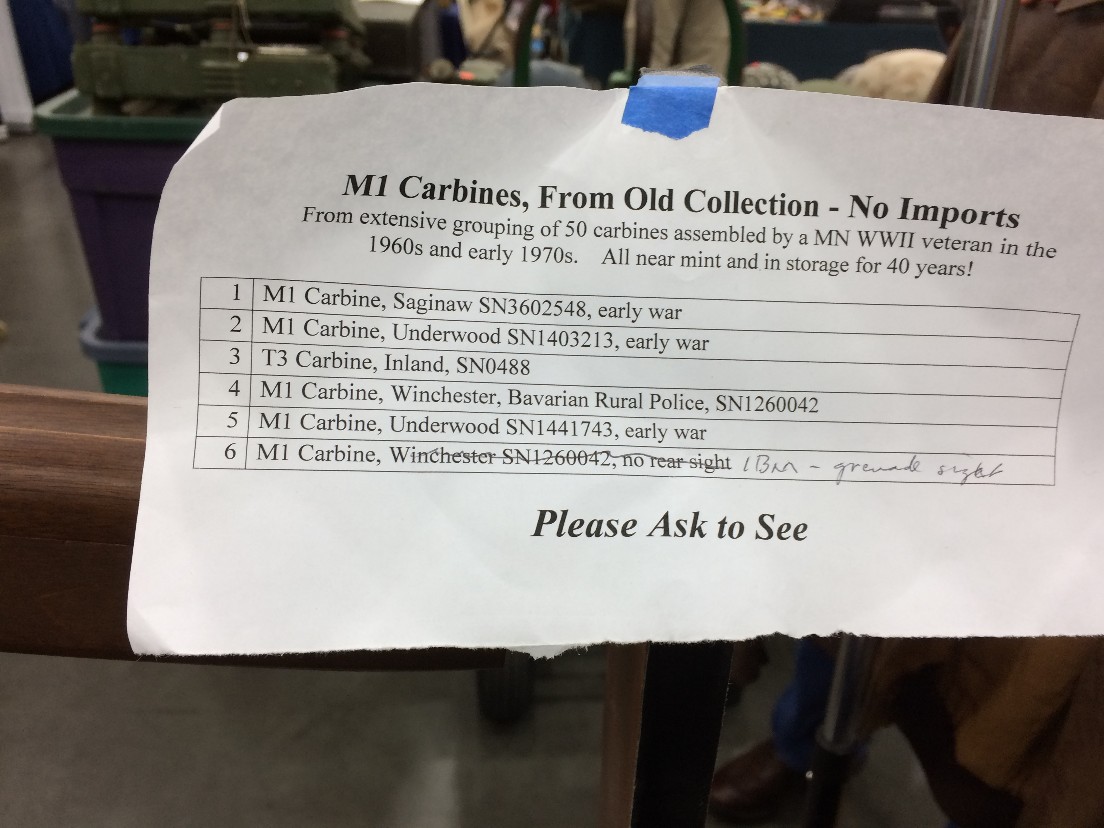 M1 Carbines, From Old Collection - No Imports
From extensive grouping of 50 carbines assembled by a MN WWII veteran in the
1960s and early 1970s. All near mint and in storage for 40 years!
1 M1 Carbine, Saginaw SN3602548, early war
2 M1 Carbine, Underwood SN1403213, early war
3 T3 Carbine, Inland, SN0488
4 M1 Carbine, Winchester, Bavarian Rural Police, SN1260042
5 M1 Carbine, Underwood SN1441743, early war
6 M1 Carbine, Winchester SN1260042, no rear sight IBM - grenade sight
Please Ask to See